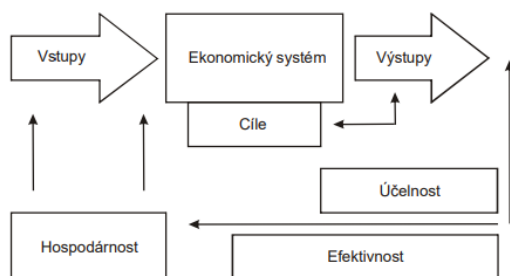 Vstupy
Ekonomický systém
Výstupy
Cíle
Účelnost
Hospodárnost
Efektivnost